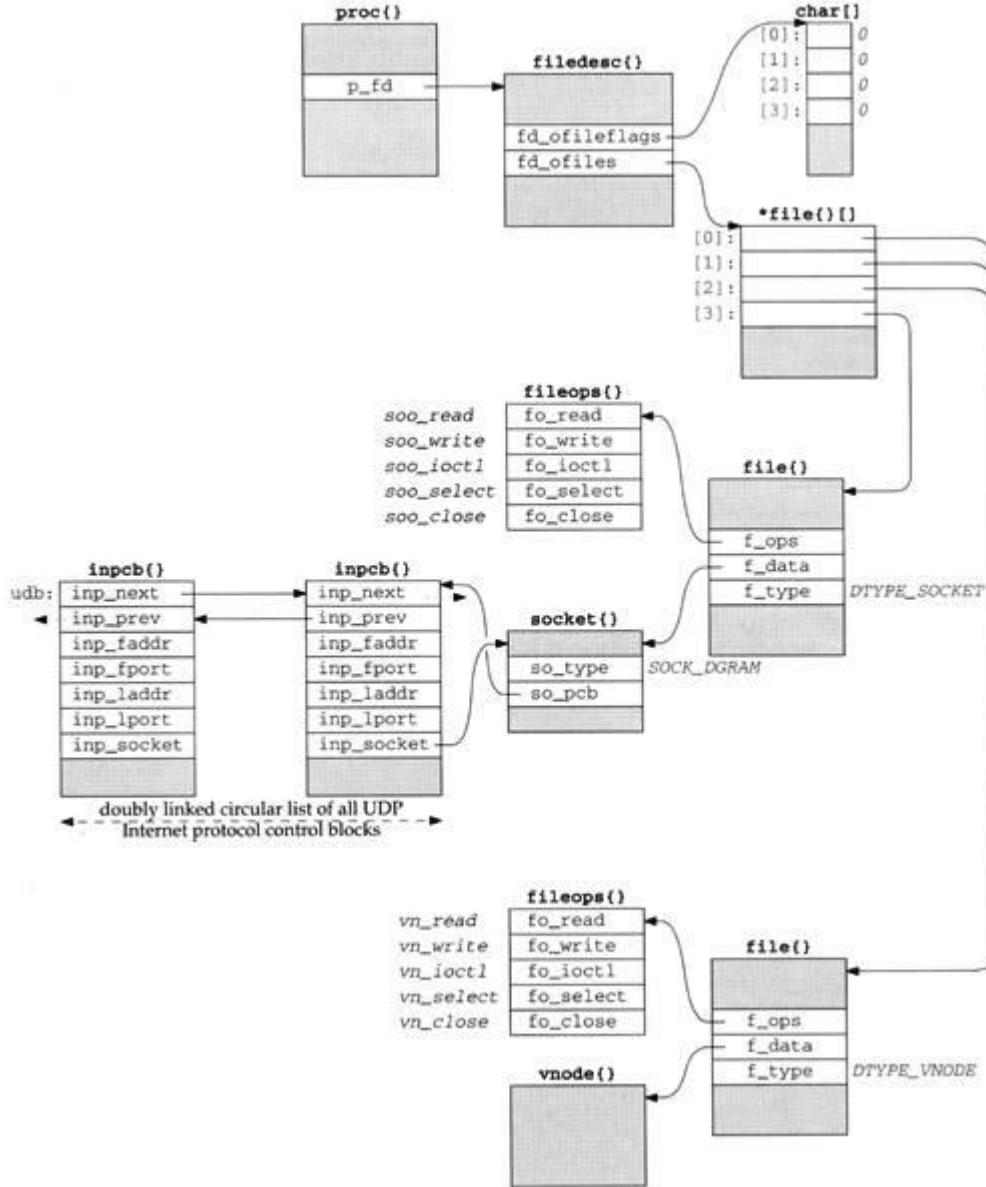 proc{}
p_fd
filedesc{}
fd_ofileflags
fd_ofiles
char[]
[0]: 0
[1]: 0
[2]: 0
[3]: 0
*file{}[]
[0]:
[1]:
[2]:
[3]:
fileops{}
soo_read fo_read
soo_write fo_write
soo_ioctl fo_ioctl
soo_select fo_select
soo_close fo_close
file{}
f_ops
f_data
f_type DTYPE_SOCKET
inpcb{}
udb: inp_next
inp_prev
inp_faddr
inp_fport
inp_laddr
inp_lport
inp_socket
inpcb{}
inp_next
inp_prev
inp_faddr
inp_fport
inp_laddr
inp_lport
inp_socket
socket{}
so_type SOCK_DGRAM
so_pcb
doubly linked circular list of all UDP
Internet protocol control blocks
fileops{}
vn_read fo_read
vn_write fo_write
vn_ioctl fo_ioctl
vn_select fo_select
vn_close fo_close
file{}
f_ops
f_data
f_type DTYPE_VNODE
vnode{}